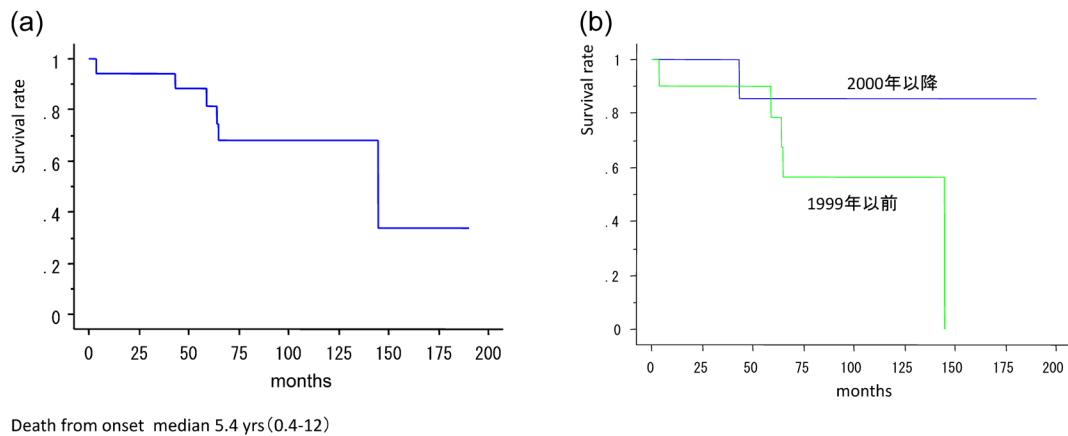 (a)
Survival rate
1
.8
.6
.4
.2
0
0 25 50 75 100 125 150 175 200
months
Death from onset median 5.4 yrs（0.4-12）
(b)
Survival rate
1
.8
.6
.4
.2
0
2000年以降
1999年以前
0 25 50 75 100 125 150 175 200
months